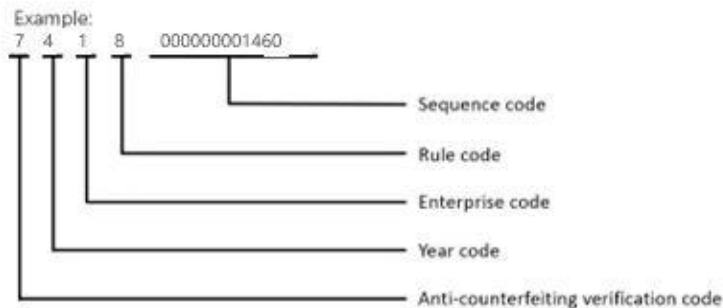 Example:
7 4 1 8 000000001460
Sequence code
Rule code
Enterprise code
Year code
Anti-counterfeiting verification code